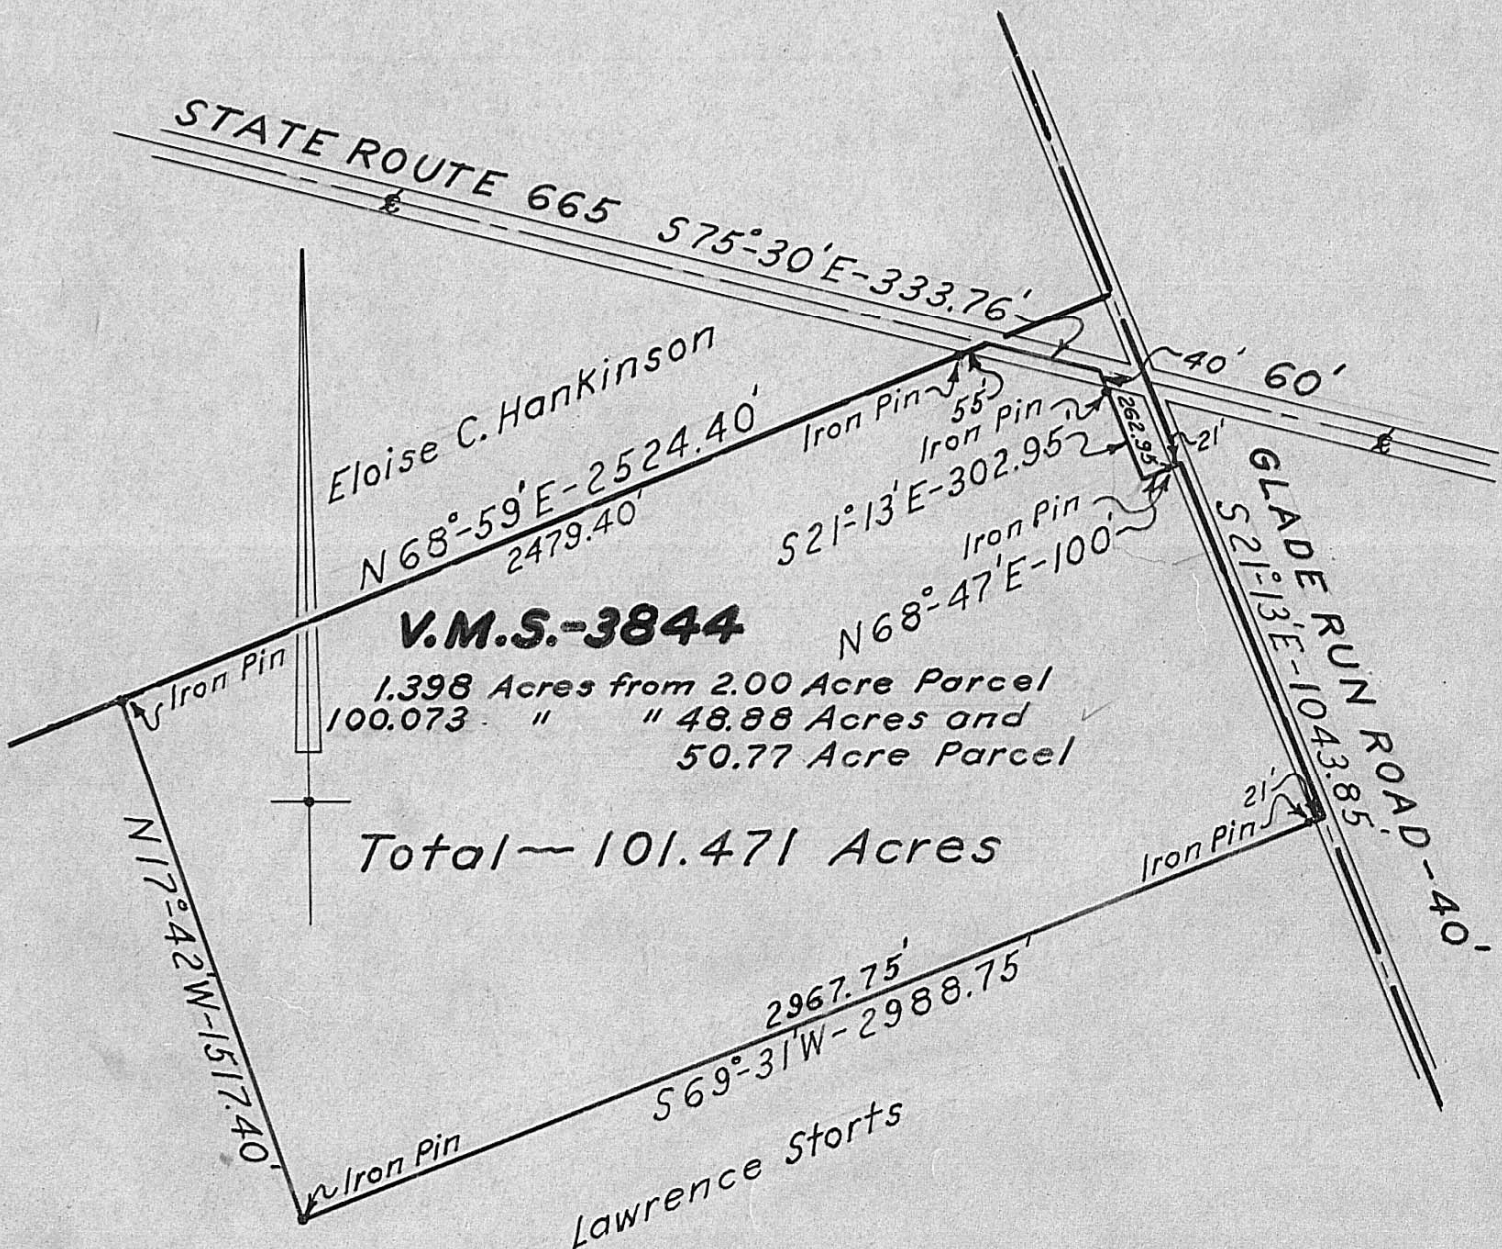 STATE ROUTE 665
S75°-30'E-333.76'
40'
60'
Eloise C. Hankinson
N 68°-59'E-2524.40'
2479.40'
Iron Pin
55'
Iron Pin
262.95'
21'
S21°-13'E-302.95'
Iron Pin
N68°-47'E-100'
GLADE RUN ROAD-40'
S21°-13'E-1043.85'
Iron Pin
V.M.S.-3844
1.398 Acres from 2.00 Acre Parcel
100.073 " " 48.88 Acres and
50.77 Acre Parcel
Total — 101.471 Acres
21'
Iron Pin
N17°-42'W-1517.40'
2967.75'
S69°-31'W-2988.75'
Iron Pin
Lawrence Storts